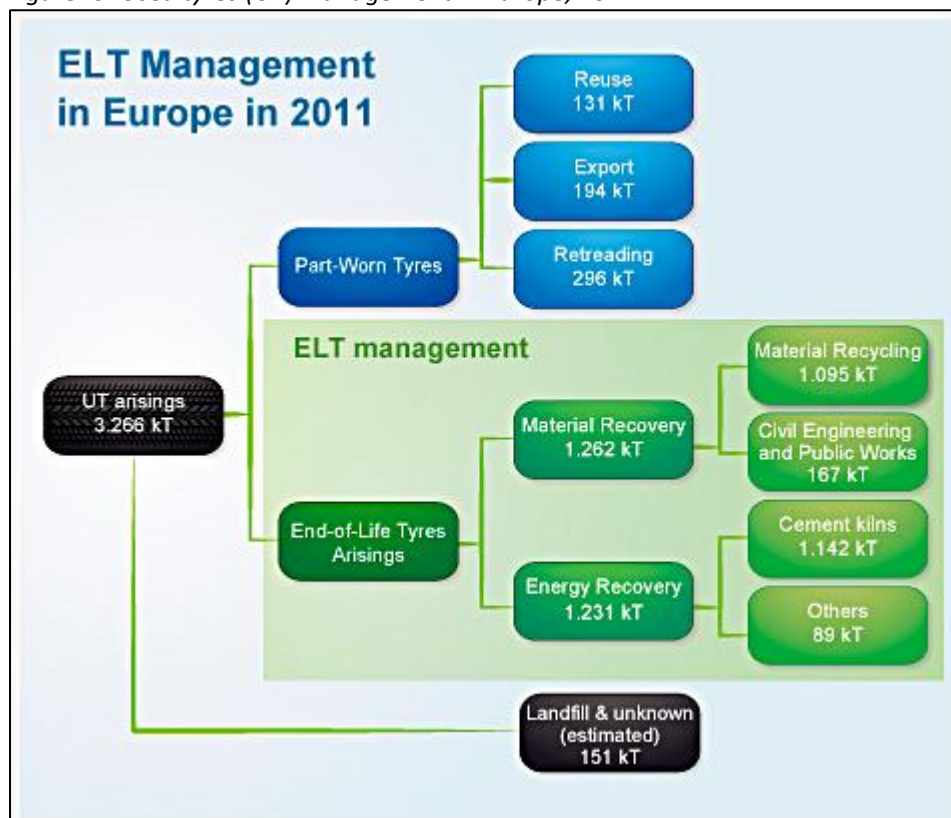 ELT Management
in Europe in 2011
Reuse
131 kT
Export
194 kT
Part-Worn Tyres
Retreading
296 kT
ELT management
Material Recycling
1.095 kT
UT arisings
3.266 kT
Material Recovery
1.262 kT
Civil Engineering
and Public Works
167 kT
End-of-Life Tyres
Arisings
Cement kilns
1.142 kT
Energy Recovery
1.231 kT
Others
89 kT
Landfill & unknown
(estimated)
151 kT